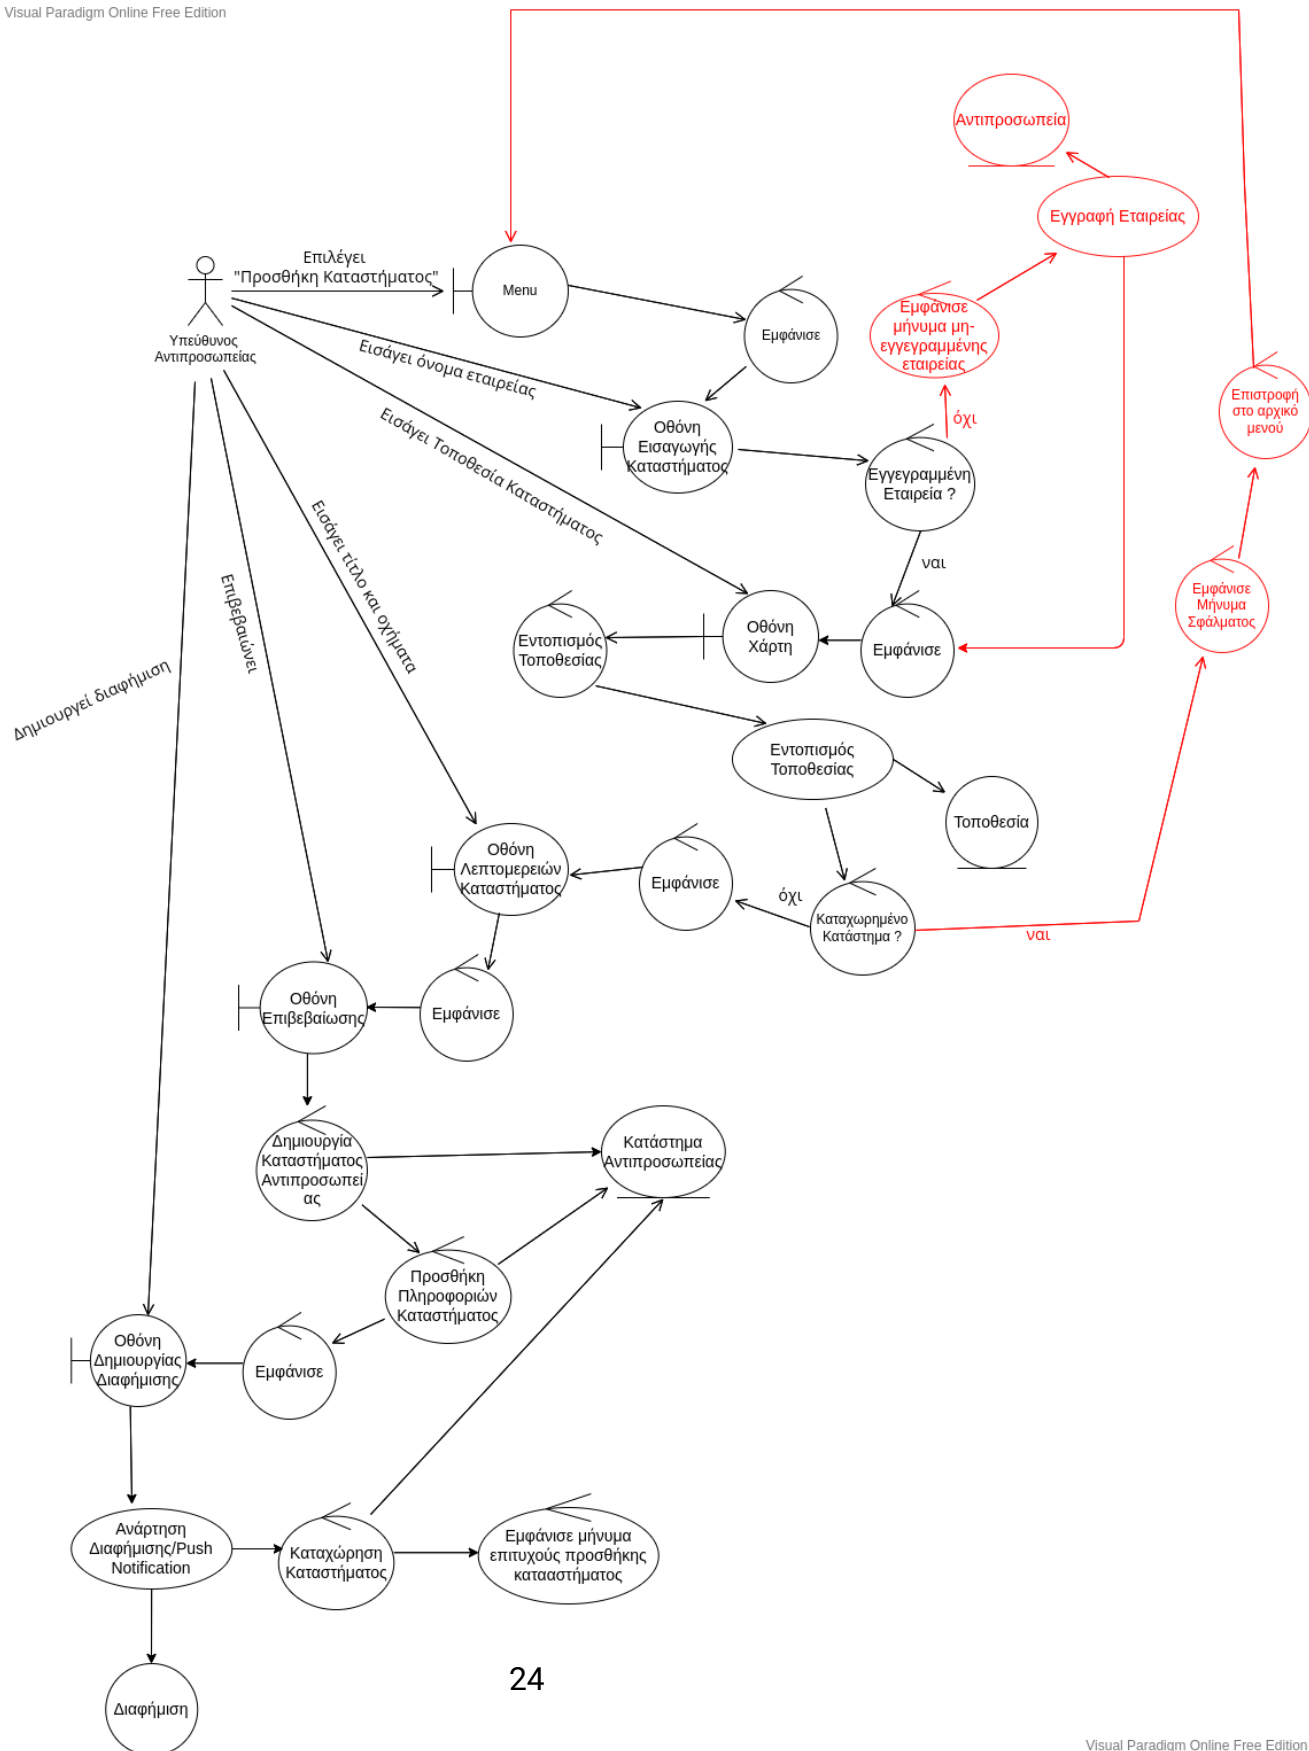 Visual Paradigm Online Free Edition
Αντιπροσωπεία
Εγγραφή Εταιρείας
Επιλέγει
"Προσθήκη Καταστήματος"
Menu
Εμφάνισε
Εμφάνισε
μήνυμα μη-
εγγεγραμμένης
εταιρείας
Υπεύθυνος
Αντιπροσωπείας
Εισάγει όνομα εταιρείας
Επιστροφή
στο αρχικό
μενού
όχι
Εισάγει Τοποθεσία Καταστήματος
Οθόνη
Εισαγωγής
Καταστήματος
Εγγεγραμμένη
Εταιρεία ?
Εισάγει τίτλο και οχήματα
ναι
Επιβεβαιώνει
Εμφάνισε
Μήνυμα
Σφάλματος
Εντοπισμός
Τοποθεσίας
Οθόνη
Χάρτη
Εμφάνισε
Δημιουργεί διαφήμιση
Εντοπισμός
Τοποθεσίας
Τοποθεσία
Οθόνη
Λεπτομερειών
Καταστήματος
Εμφάνισε
όχι
Καταχωρημένο
Κατάστημα ?
ναι
Οθόνη
Επιβεβαίωσης
Εμφάνισε
Δημιουργία
Καταστήματος
Αντιπροσωπεί
ας
Κατάστημα
Αντιπροσωπείας
Προσθήκη
Πληροφοριών
Καταστήματος
Οθόνη
Δημιουργίας
Διαφήμισης
Εμφάνισε
Ανάρτηση
Διαφήμισης/Push
Notification
Καταχώρηση
Καταστήματος
Εμφάνισε μήνυμα
επιτυχούς προσθήκης
κατααστήματος
24
Διαφήμιση
Visual Paradigm Online Free Edition